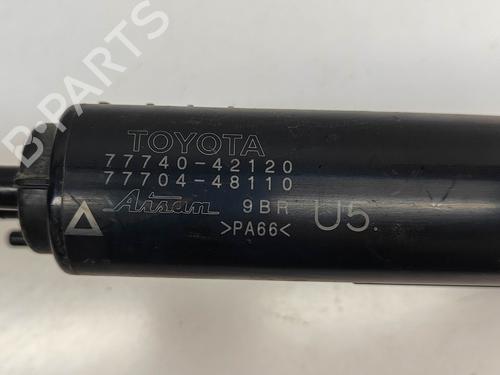 B-PARTS
TOYOTA
77740-42120
77704-48110
Aisan 9BR U5.
>PA66<